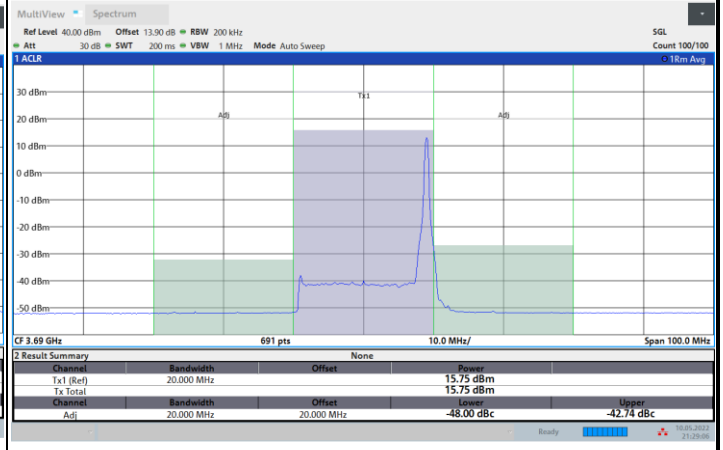 MultiView Spectrum
Ref Level 40.00 dBm Offset 13.90 dB RBW 200 kHz SGL
Att 30 dB SWT 200 ms VBW 1 MHz Mode Auto Sweep Count 100/100
1 ACLR 1Rm Avg
30 dBm
Tx1
20 dBm Adj Adj
10 dBm
0 dBm
-10 dBm
-20 dBm
-30 dBm
-40 dBm
-50 dBm
CF 3.69 GHz 691 pts 10.0 MHz/ Span 100.0 MHz
2 Result Summary None
Channel Bandwidth Offset Power
Tx1 (Ref) 20.000 MHz 15.75 dBm
Tx Total 15.75 dBm
Channel Bandwidth Offset Lower Upper
Adj 20.000 MHz 20.000 MHz -48.00 dBc -42.74 dBc
Ready 10.05.2022
21:29:06